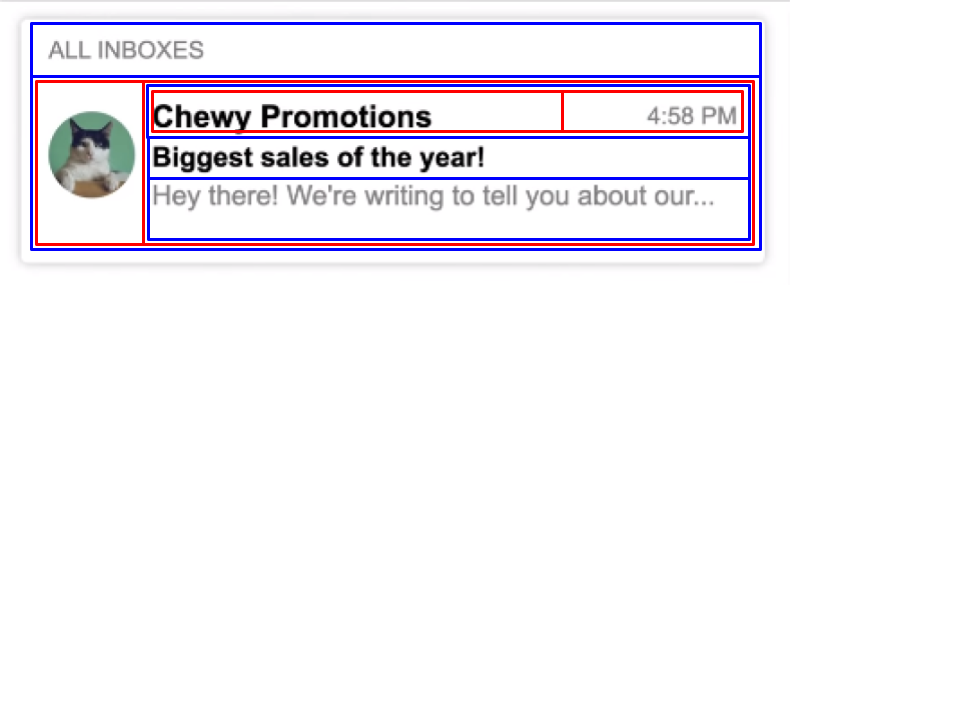 ALL INBOXES
Chewy Promotions 4:58 PM
Biggest sales of the year!
Hey there! We're writing to tell you about our...